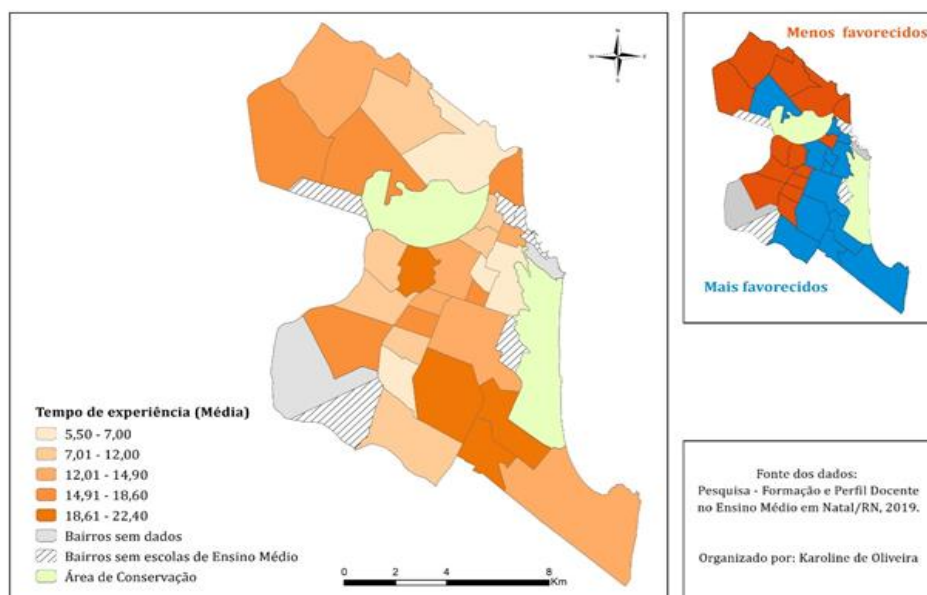 Menos favorecidos
Mais favorecidos
N
W
E
S
Tempo de experiência (Média)
5,50 - 7,00
7,01 - 12,00
12,01 - 14,90
14,91 - 18,60
18,61 - 22,40
Bairros sem dados
Bairros sem escolas de Ensino Médio
Área de Conservação
0 2 4 8
Km
Fonte dos dados:
Pesquisa - Formação e Perfil Docente
no Ensino Médio em Natal/RN, 2019.
Organizado por: Karoline de Oliveira